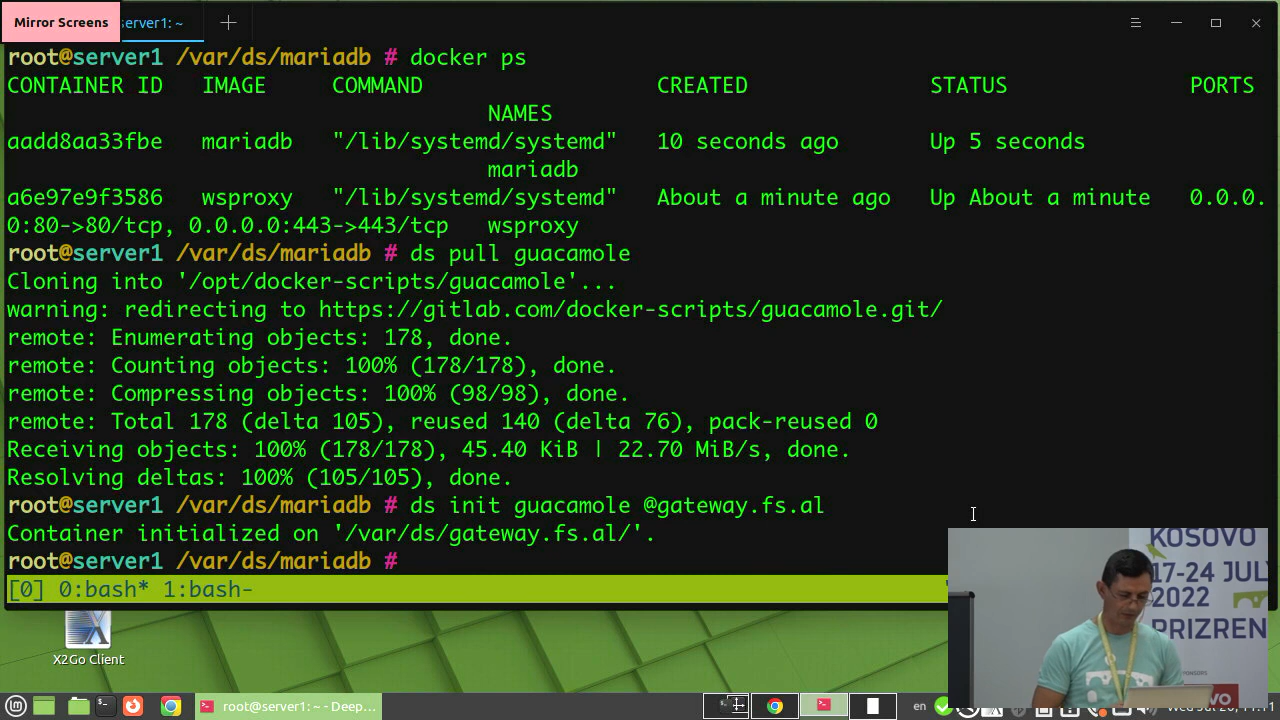 Mirror Screens
server1: ~
root@server1 /var/ds/mariadb # docker ps
CONTAINER ID IMAGE COMMAND CREATED STATUS PORTS
NAMES
aadd8aa33fbe mariadb "/lib/systemd/systemd" 10 seconds ago Up 5 seconds
mariadb
a6e97e9f3586 wsproxy "/lib/systemd/systemd" About a minute ago Up About a minute 0.0.0.
0:80->80/tcp, 0.0.0.0:443->443/tcp wsproxy
root@server1 /var/ds/mariadb # ds pull guacamole
Cloning into '/opt/docker-scripts/guacamole'...
warning: redirecting to https://gitlab.com/docker-scripts/guacamole.git/
remote: Enumerating objects: 178, done.
remote: Counting objects: 100% (178/178), done.
remote: Compressing objects: 100% (98/98), done.
remote: Total 178 (delta 105), reused 140 (delta 76), pack-reused 0
Receiving objects: 100% (178/178), 45.40 KiB | 22.70 MiB/s, done.
Resolving deltas: 100% (105/105), done.
root@server1 /var/ds/mariadb # ds init guacamole @gateway.fs.al
Container initialized on '/var/ds/gateway.fs.al/'.
root@server1 /var/ds/mariadb #
[0] 0:bash* 1:bash-
KOSOVO
17-24 JUL
2022
PRIZREN
X2Go Client
root@server1: ~ - Deep...
en